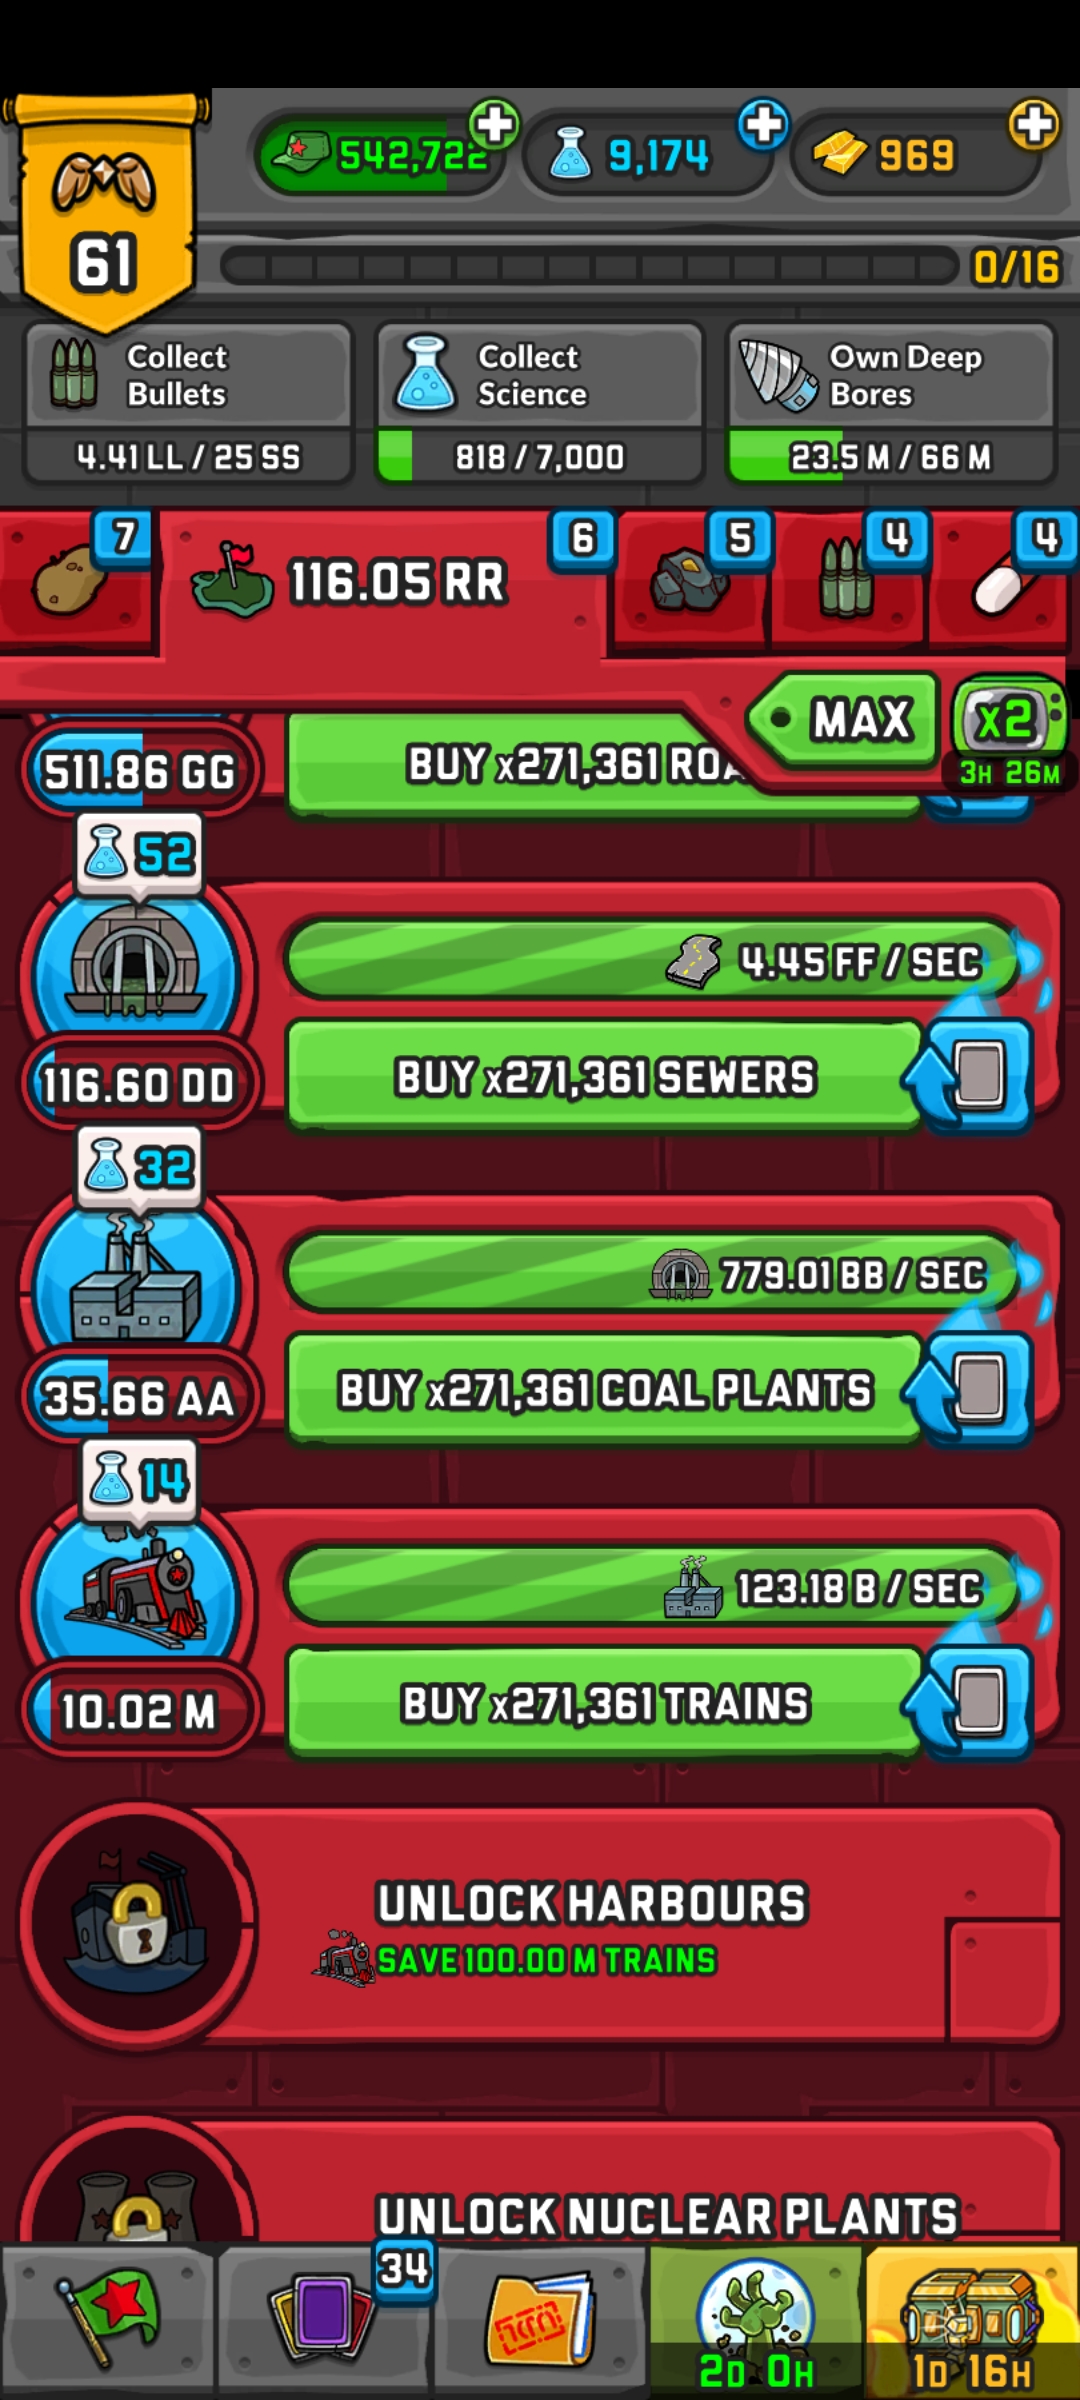 542,722
9,174
969
61
0/16
Collect
Bullets
4.41 LL / 25 SS
Collect
Science
818 / 7,000
Own Deep
Bores
23.5 M / 66 M
7
116.05 RR
6
5
4
4
MAX
x2
3H 26M
511.86 GG
BUY x271,361
52
4.45 FF / SEC
116.60 DD
BUY x271,361 SEWERS
32
779.01 BB / SEC
35.66 AA
BUY x271,361 COAL PLANTS
14
123.18 B / SEC
10.02 M
BUY x271,361 TRAINS
UNLOCK HARBOURS
SAVE 100.00 M TRAINS
UNLOCK NUCLEAR PLANTS
34
2D 0H
1D 16H